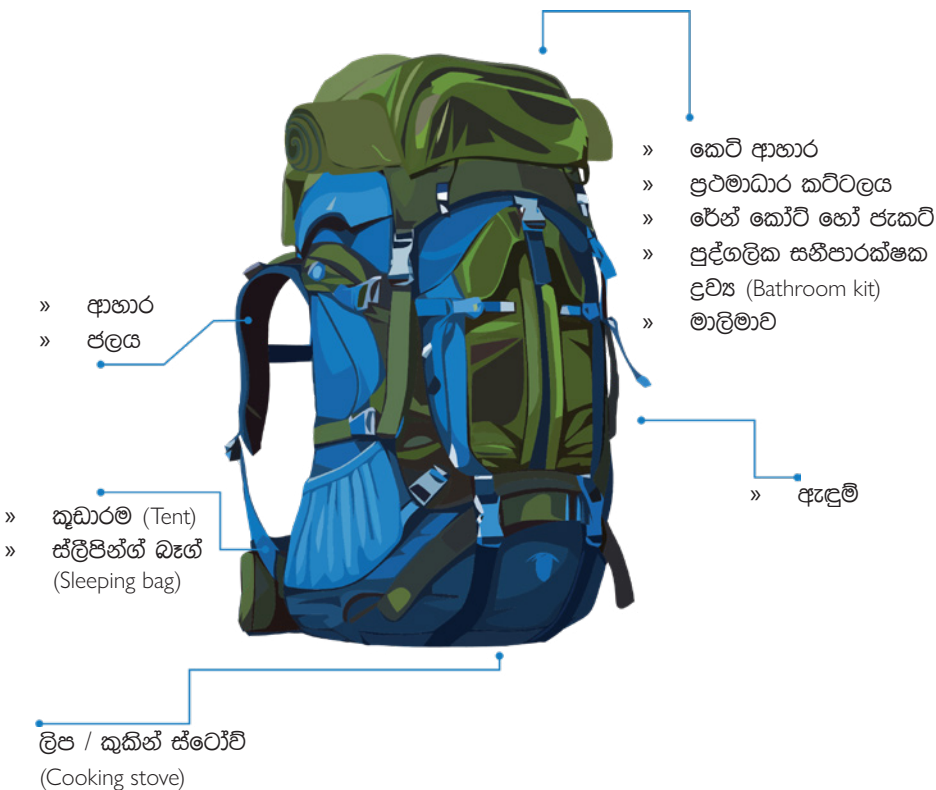 » කෙටි ආහාර
» ප්‍රථමාධාර කට්ටලය
» රේන් කෝට් හෝ ජැකට්
» පුද්ගලික සනීපාරක්ෂක
ද්‍රව්‍ය (Bathroom kit)
» මාලිමාව
» ආහාර
» ජලය
» ඇඳුම්
» කූඩාරම (Tent)
» ස්ලීපින්ග් බෑග්
(Sleeping bag)
ලිප / කුකින් ස්ටෝව්
(Cooking stove)